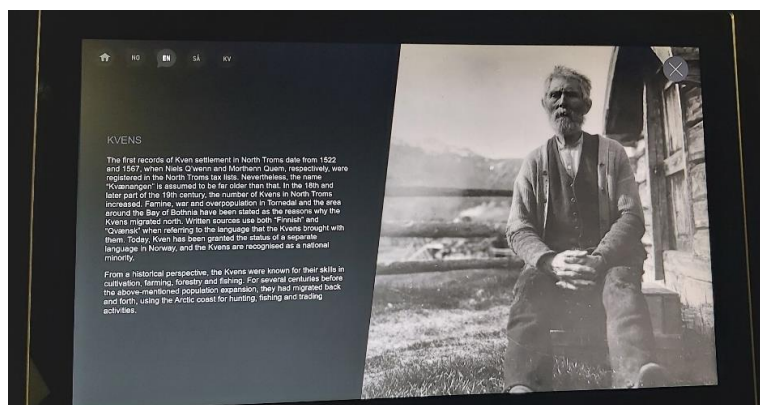 NO EN SÁ KV
KVENS
The first records of Kven settlement in North Troms date from 1522
and 1567, when Niels Q'wenn and Morthenn Quem, respectively, were
registered in the North Troms tax lists. Nevertheless, the name
"Kvænangen" is assumed to be far older than that. In the 18th and
later part of the 19th century, the number of Kvens in North Troms
increased. Famine, war and overpopulation in Tornedal and the area
around the Bay of Bothnia have been stated as the reasons why the
Kvens migrated north. Written sources use both "Finnish" and
"Qvænsk" when referring to the language that the Kvens brought with
them. Today, Kven has been granted the status of a separate
language in Norway, and the Kvens are recognised as a national
minority.
From a historical perspective, the Kvens were known for their skills in
cultivation, farming, forestry and fishing. For several centuries before
the above-mentioned population expansion, they had migrated back
and forth, using the Arctic coast for hunting, fishing and trading
activities.